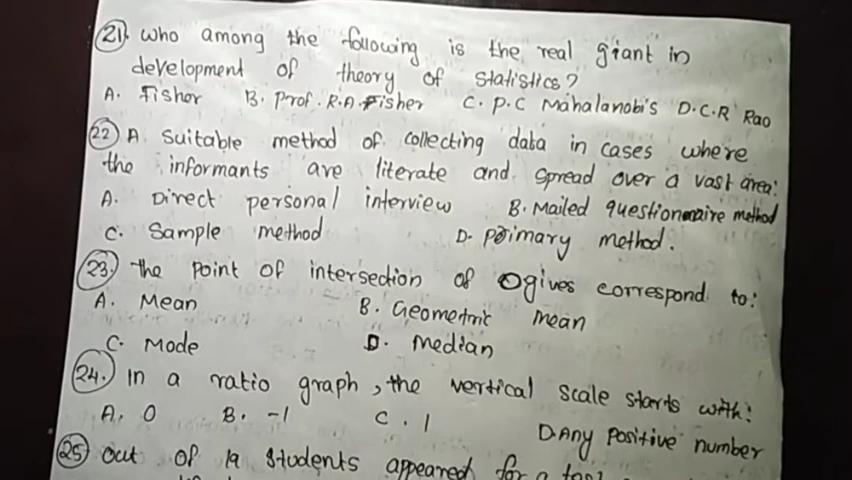 21. who among the following is the real giant in
development of theory of statistics?
A. Fisher B. Prof. R.A. Fisher C. P.C Mahalanobis D. C.R Rao
22 A suitable method of collecting data in cases where
the informants are literate and spread over a vast area:
A. Direct personal interview B. Mailed questionnaire method
C. Sample method D. primary method.
23. the point of intersection of Ogives correspond to:
A. Mean B. Geometric mean
C. Mode D. median
24. In a ratio graph, the vertical scale starts with:
A. 0 B. -1 C. 1 D Any positive number
25 out of 19 students appeared for a